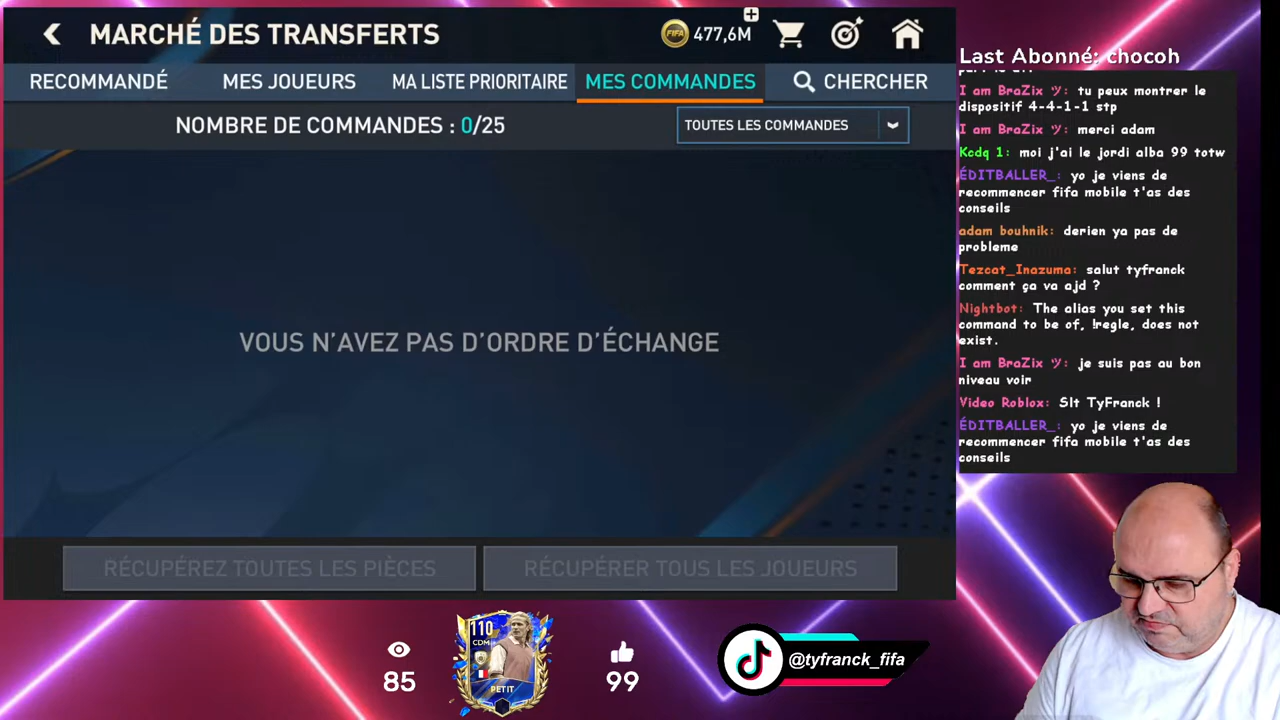 MARCHÉ DES TRANSFERTS
FIFA
477,6M
RECOMMANDÉ
MES JOUEURS
MA LISTE PRIORITAIRE
MES COMMANDES
CHERCHER
NOMBRE DE COMMANDES : 0/25
TOUTES LES COMMANDES
VOUS N'AVEZ PAS D'ORDRE D'ÉCHANGE
RÉCUPÉREZ TOUTES LES PIÈCES
RÉCUPÉRER TOUS LES JOUEURS
Last Abonné: chocoh
I am BraZix ツ: tu peux montrer le
dispositif 4-4-1-1 stp
I am BraZix ツ: merci adam
Kcdq 1: moi j'ai le jordi alba 99 totw
ÉDITBALLER_: yo je viens de
recommencer fifa mobile t'as des
conseils
adam bouhnik: derien ya pas de
probleme
Tezcat_Inazuma: salut tyfranck
comment ça va ajd ?
Nightbot: The alias you set this
command to be of, !regle, does not
exist.
I am BraZix ツ: je suis pas au bon
niveau voir
Video Roblox: Slt TyFranck !
ÉDITBALLER_: yo je viens de
recommencer fifa mobile t'as des
conseils
85
110
CDM
PETIT
99
@tyfranck_fifa